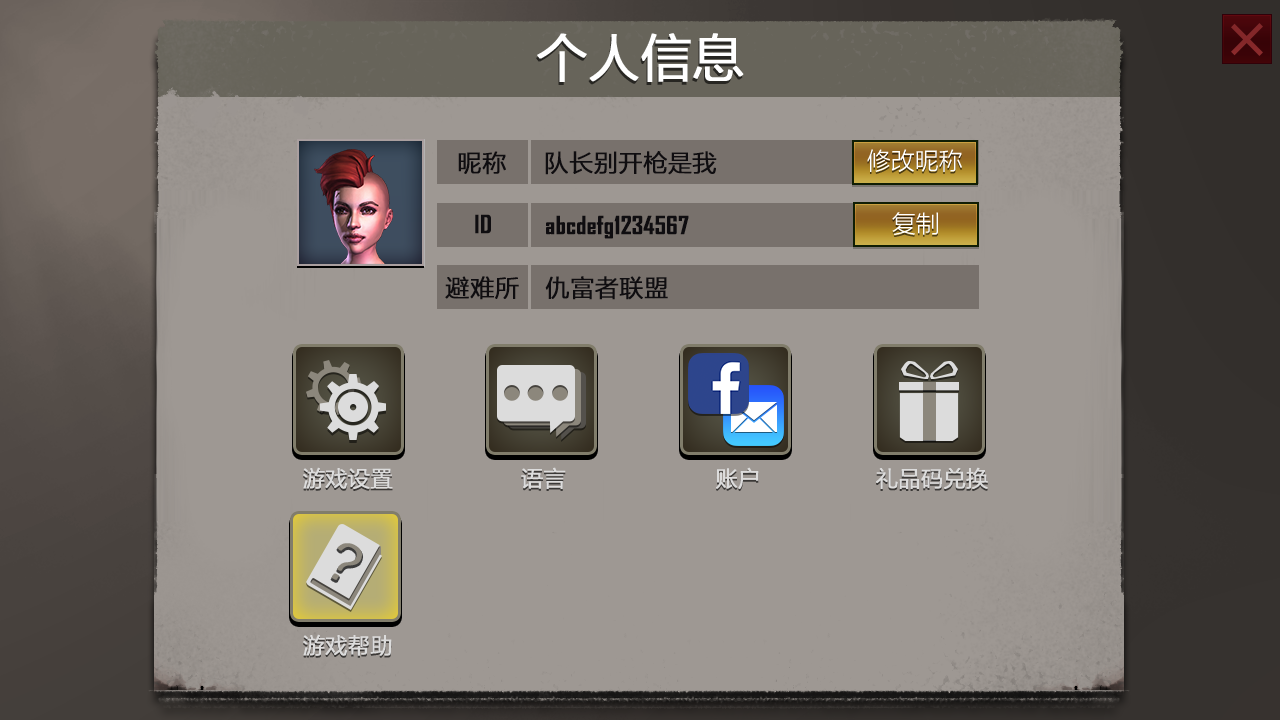 个人信息
昵称 队长别开枪是我 修改昵称
ID abcdefg1234567 复制
避难所 仇富者联盟
游戏设置 语言 账户 礼品码兑换
游戏帮助